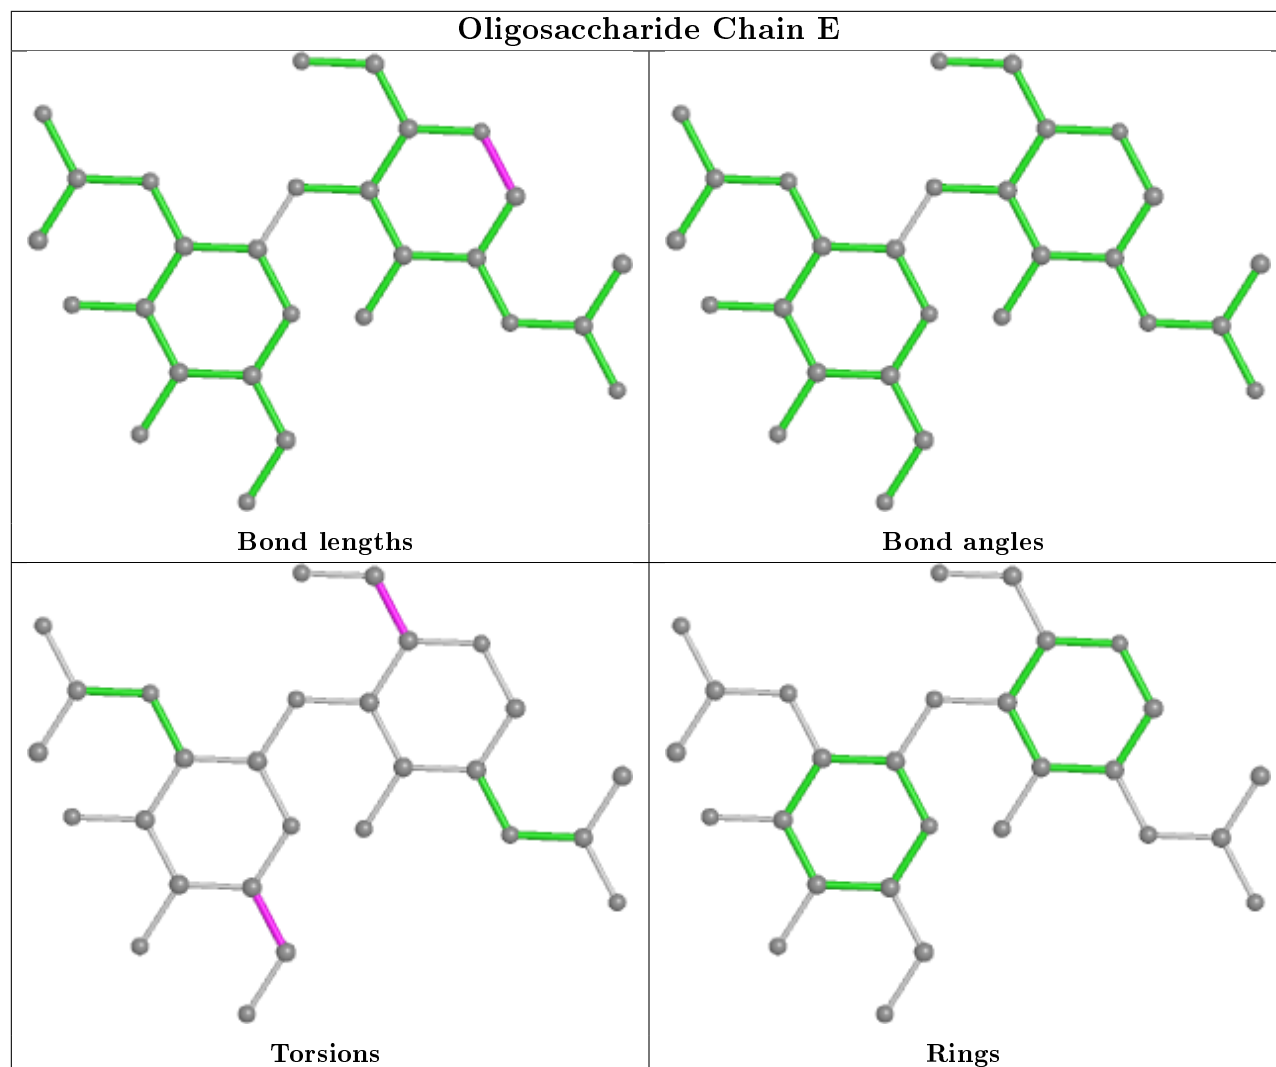 Oligosaccharide Chain E
Bond lengths
Bond angles
Torsions
Rings